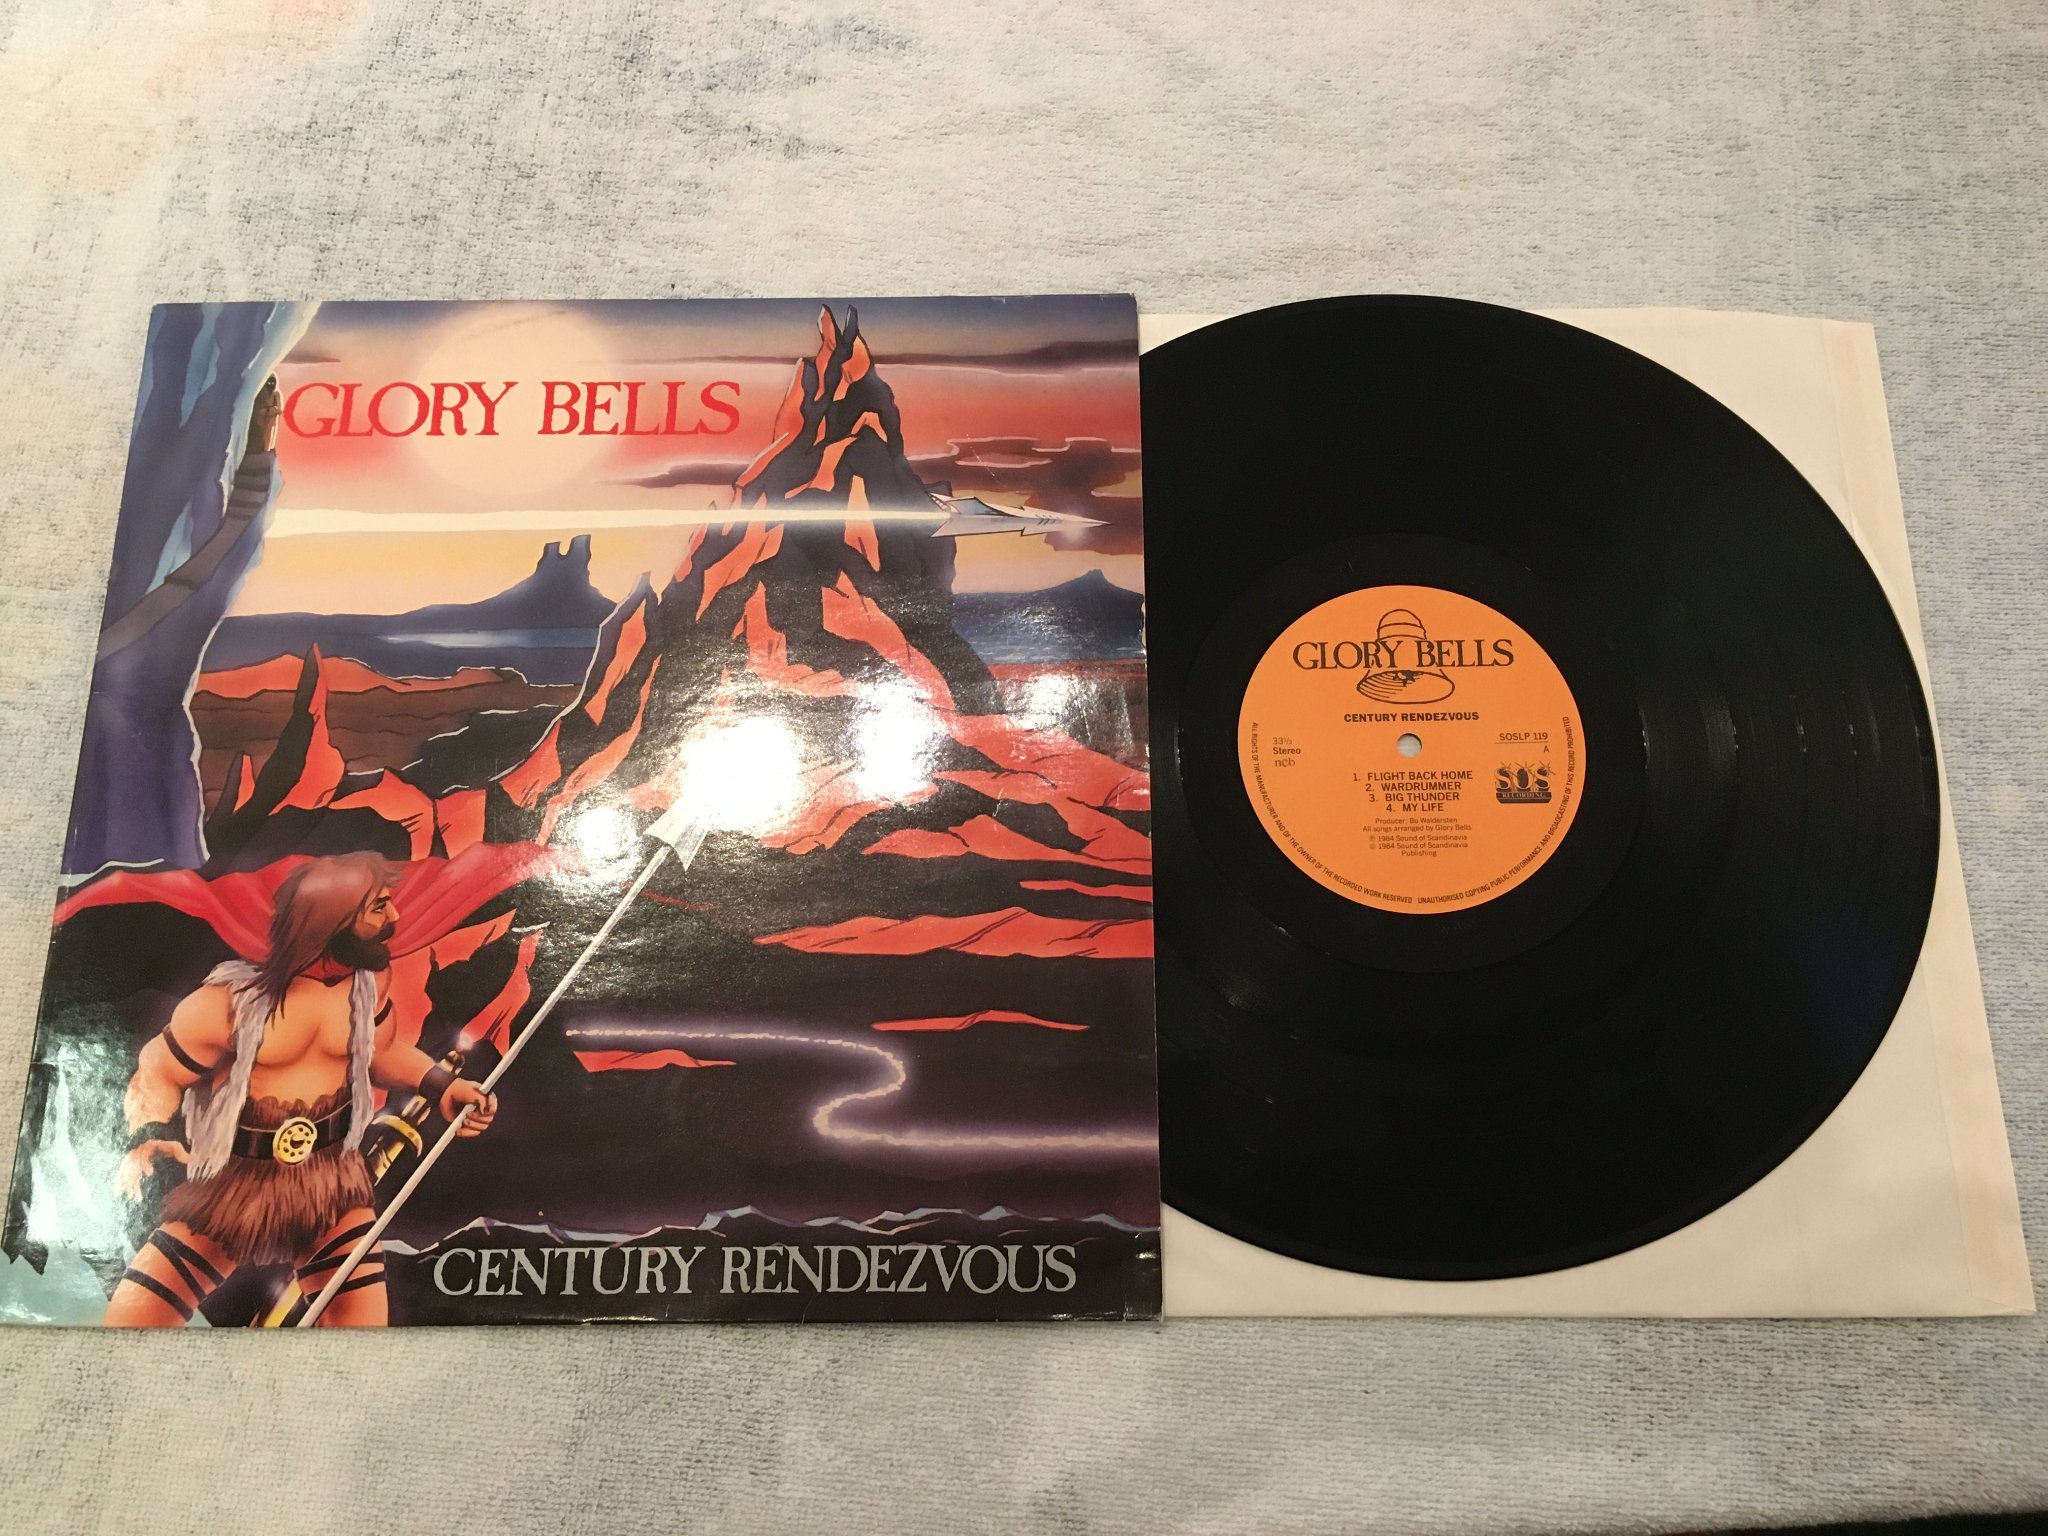 GLORY BELLS
CENTURY RENDEZVOUS
GLORY BELLS
CENTURY RENDEZVOUS
33⅓
Stereo
ncb
SOSLP 119
A
1. FLIGHT BACK HOME
2. WARDRUMMER
3. BIG THUNDER
4. MY LIFE
SOS
RECORDING
Producer: Bo Waldersten
All songs arranged by Glory Bells
℗ 1984 Sound of Scandinavia
© 1984 Sound of Scandinavia
Publishing
ALL RIGHTS OF THE MANUFACTURER AND OF THE OWNER OF THE RECORDED WORK RESERVED · UNAUTHORISED COPYING PUBLIC PERFORMANCE AND BROADCASTING OF THIS RECORD PROHIBITED